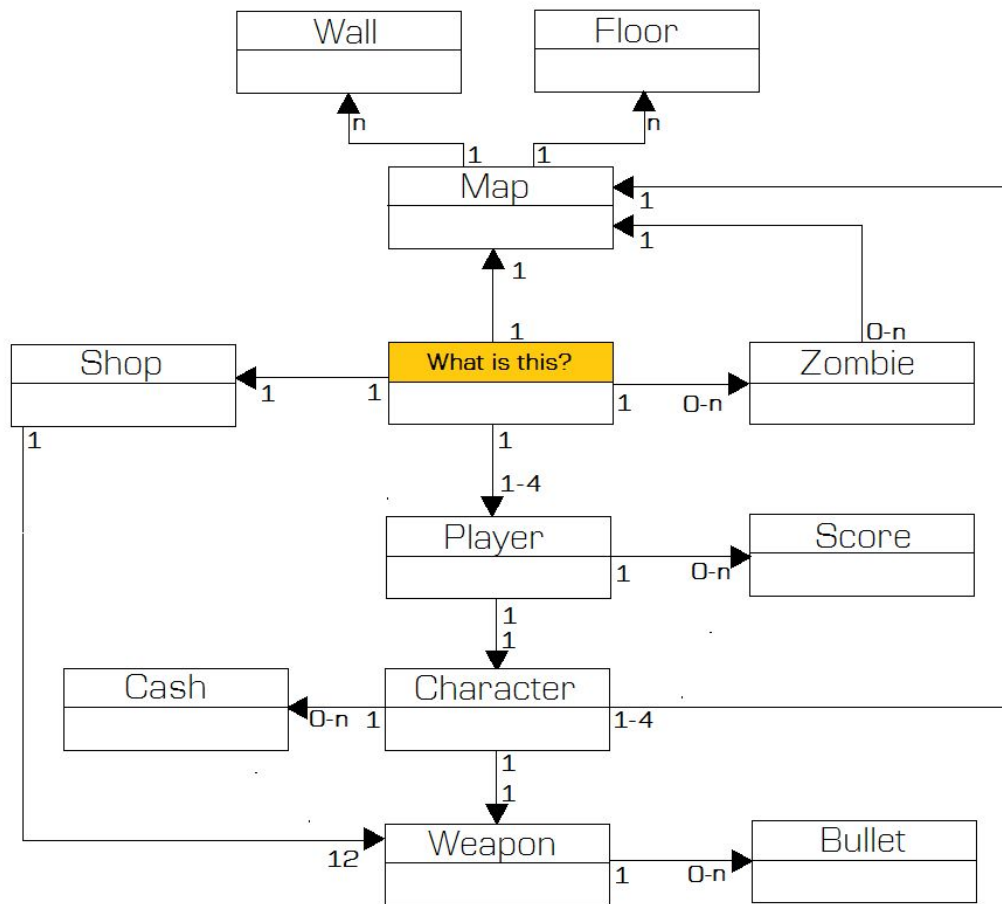 Wall
Floor
n
n
1
1
Map
1
1
1
1
0-n
Shop
What is this?
Zombie
1
1
1
0-n
1
1
1-4
Player
Score
1
0-n
1
1
Cash
Character
0-n
1
1-4
1
1
Weapon
Bullet
12
1
0-n